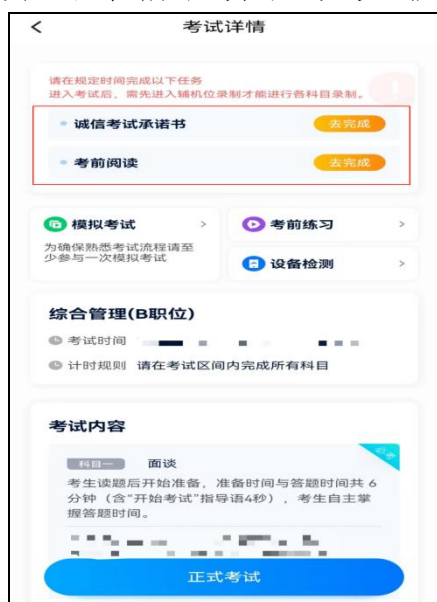 考试详情
请在规定时间完成以下任务
进入考试后，需先进入辅机位录制才能进行各科目录制。
诚信考试承诺书 去完成
考前阅读 去完成
模拟考试 >
为确保熟悉考试流程请至
少参与一次模拟考试
考前练习 >
设备检测 >
综合管理(B职位)
考试时间
计时规则 请在考试区间内完成所有科目
考试内容
必考
科目一 面谈
考生读题后开始准备，准备时间与答题时间共 6
分钟（含“开始考试”指导语4秒），考生自主掌
握答题时间。
正式考试